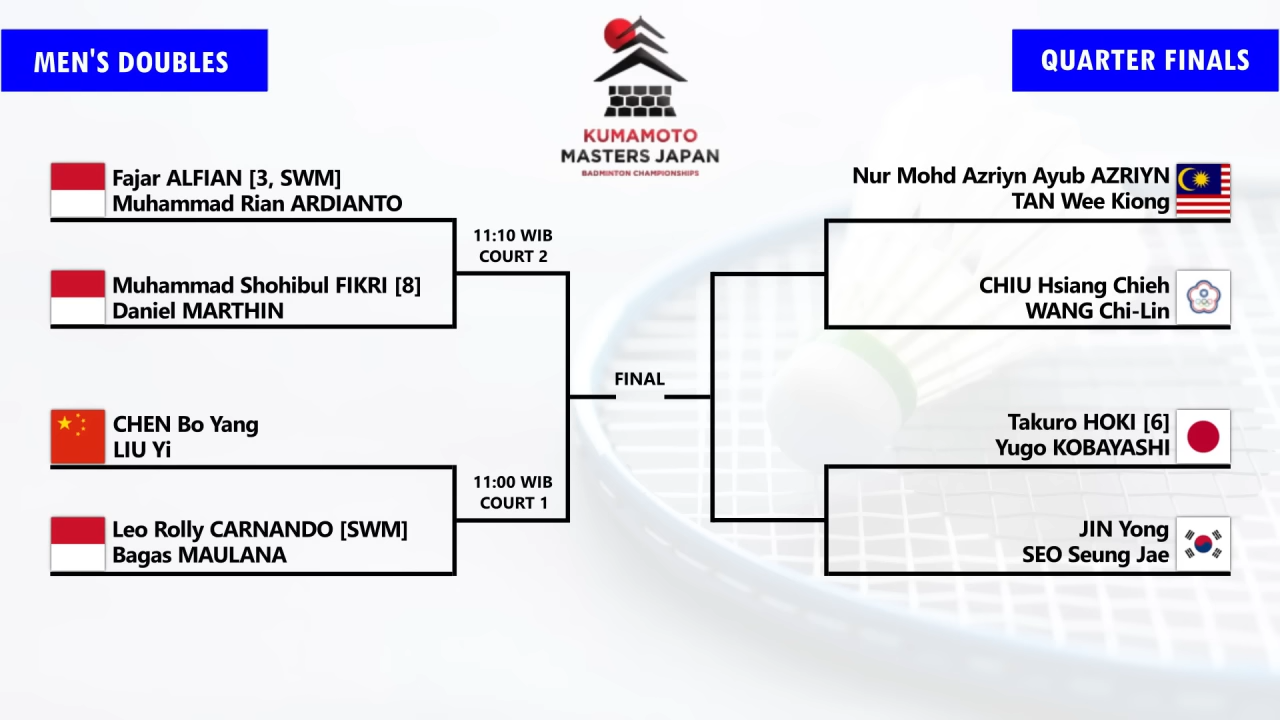 MEN'S DOUBLES
QUARTER FINALS
KUMAMOTO
MASTERS JAPAN
BADMINTON CHAMPIONSHIPS
Fajar ALFIAN [3, SWM]
Muhammad Rian ARDIANTO
11:10 WIB
COURT 2
Muhammad Shohibul FIKRI [8]
Daniel MARTHIN
CHEN Bo Yang
LIU Yi
11:00 WIB
COURT 1
Leo Rolly CARNANDO [SWM]
Bagas MAULANA
FINAL
Nur Mohd Azriyn Ayub AZRIYN
TAN Wee Kiong
CHIU Hsiang Chieh
WANG Chi-Lin
Takuro HOKI [6]
Yugo KOBAYASHI
JIN Yong
SEO Seung Jae